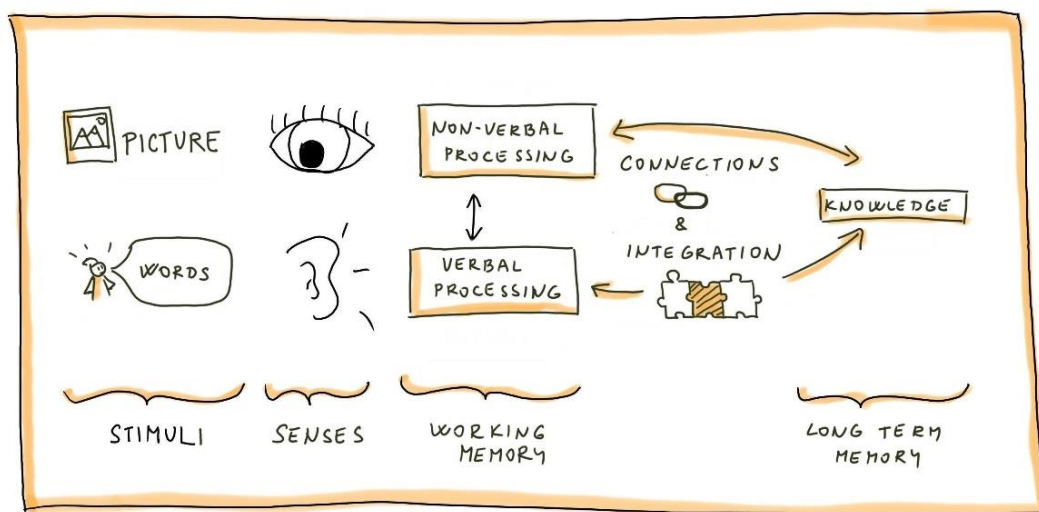 PICTURE
NON-VERBAL
PROCESSING
CONNECTIONS
&
INTEGRATION
KNOWLEDGE
WORDS
VERBAL
PROCESSING
STIMULI
SENSES
WORKING
MEMORY
LONG TERM
MEMORY